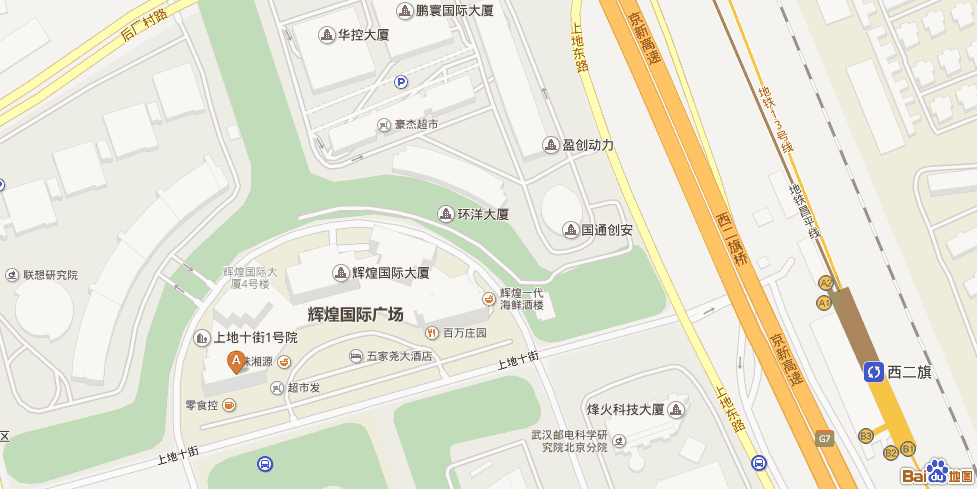 鹏寰国际大厦
华控大厦
后厂村路
上地东路
京新高速
P
地铁13号线
豪杰超市
盈创动力
地铁昌平线
环洋大厦
国通创安
西二旗桥
联想研究院
辉煌国际大
厦4号楼
辉煌国际大厦
A2
A1
辉煌一代
海鲜酒楼
辉煌国际广场
上地十街1号院
百万庄园
京新高速
A
味湘源
五家尧大酒店
上地十街
西二旗
超市发
零食控
上地东路
烽火科技大厦
武汉邮电科学研
究院北京分院
G7
B3
B2
B1
区
上地十街
Bai du 地图